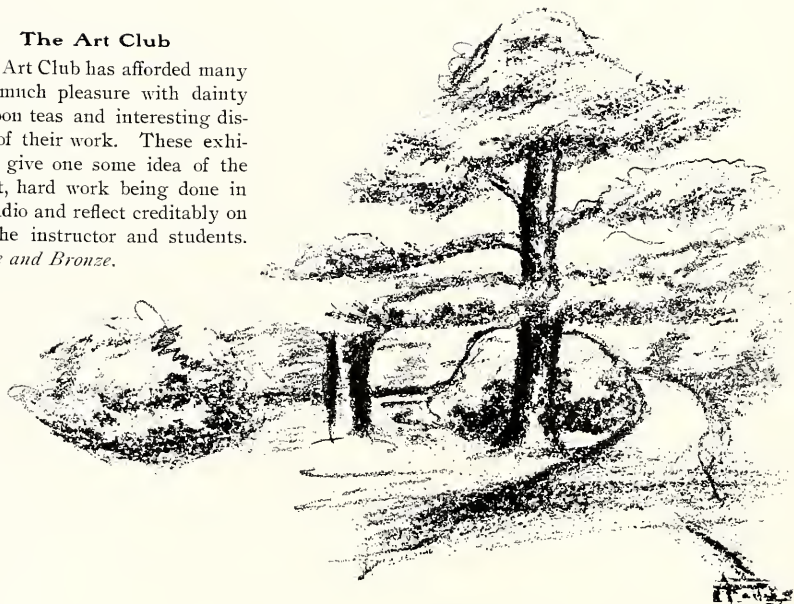 The Art Club
Art Club has afforded many
much pleasure with dainty
oon teas and interesting dis-
of their work. These exhi-
give one some idea of the
t, hard work being done in
dio and reflect creditably on
he instructor and students.
e and Bronze.